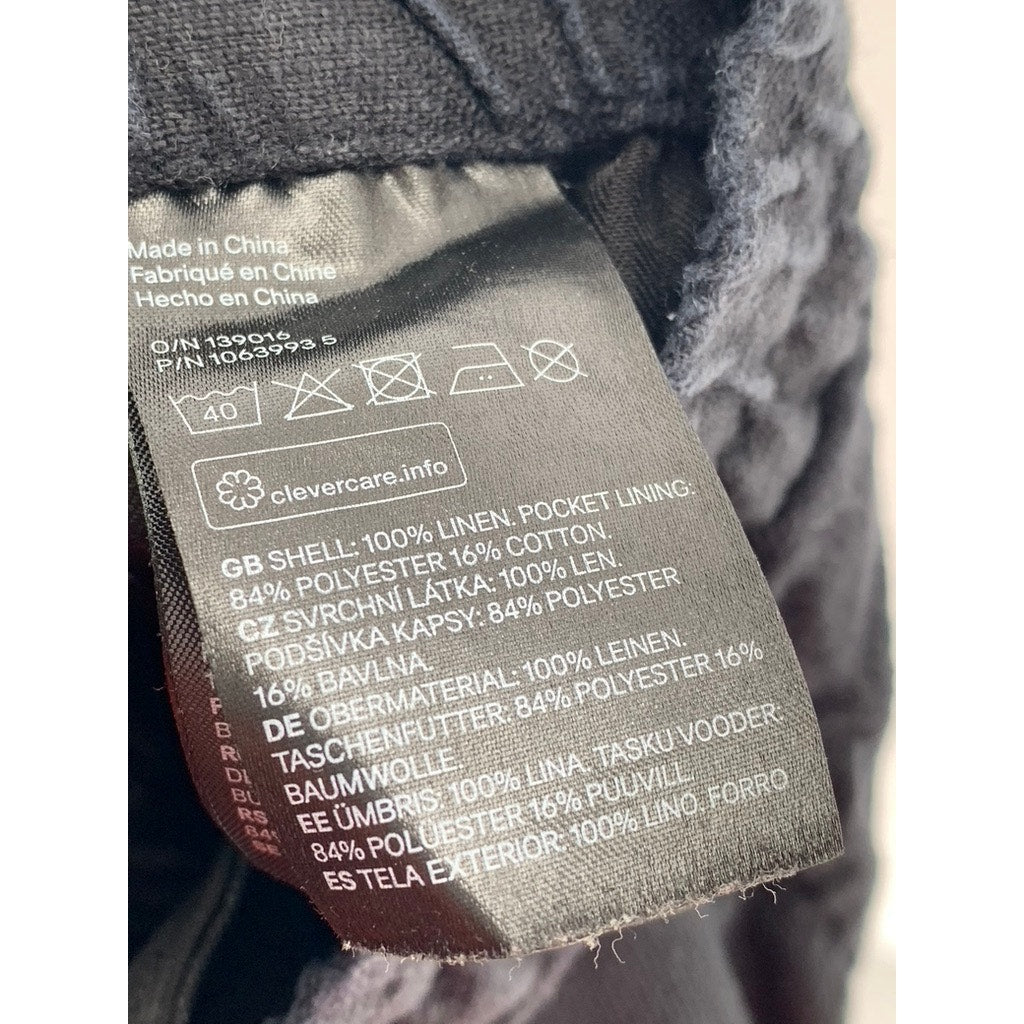 Made in China
Fabriqué en Chine
Hecho en China
O/N 139016
P/N 1063993 5
40
clevercare.info
GB SHELL: 100% LINEN. POCKET LINING:
84% POLYESTER 16% COTTON.
CZ SVRCHNÍ LÁTKA: 100% LEN.
PODŠÍVKA KAPSY: 84% POLYESTER
16% BAVLNA.
DE OBERMATERIAL: 100% LEINEN.
TASCHENFUTTER: 84% POLYESTER 16%
BAUMWOLLE.
EE ÜMBRIS: 100% LINA. TASKU VOODER:
84% POLÜESTER 16% PUUVILL.
ES TELA EXTERIOR: 100% LINO. FORRO